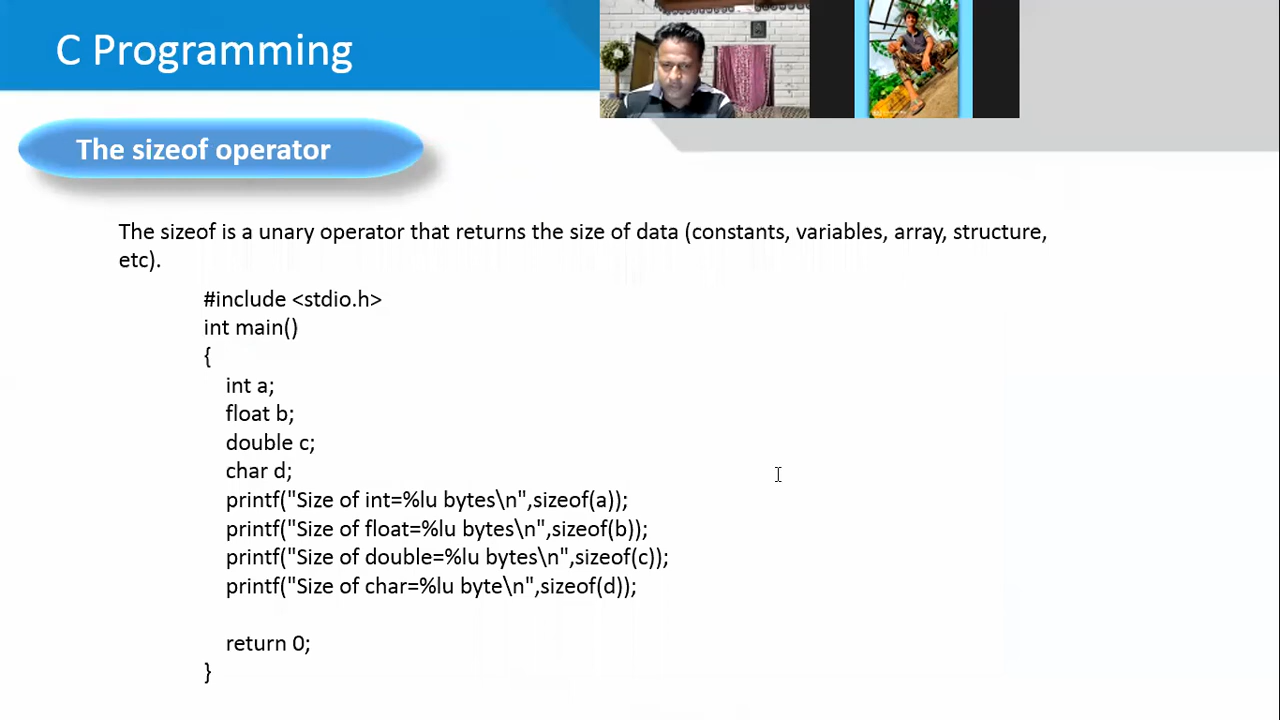 C Programming
The sizeof operator
The sizeof is a unary operator that returns the size of data (constants, variables, array, structure,
etc).
#include <stdio.h>
int main()
{
int a;
float b;
double c;
char d;
printf("Size of int=%lu bytes\n",sizeof(a));
printf("Size of float=%lu bytes\n",sizeof(b));
printf("Size of double=%lu bytes\n",sizeof(c));
printf("Size of char=%lu byte\n",sizeof(d));
return 0;
}